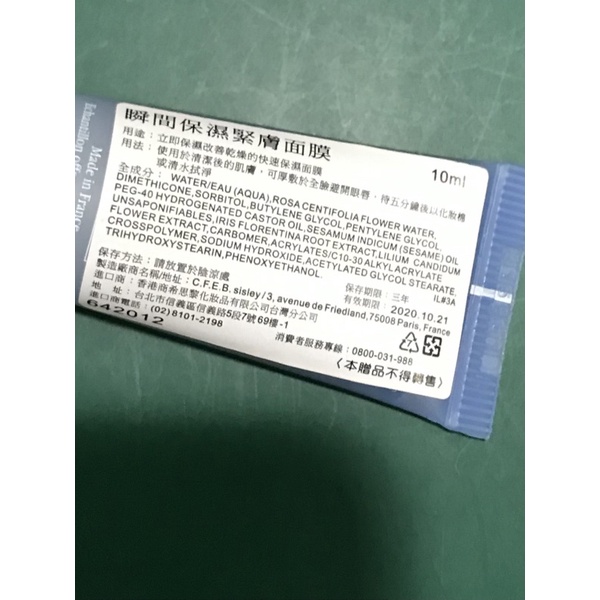 瞬間保濕緊膚面膜
10ml
用途：立即保濕改善乾燥的快速保濕面膜
用法：使用於清潔後的肌膚，可厚敷於全臉避開眼唇，待五分鐘後以化妝棉
或清水拭淨
全成分： WATER/EAU (AQUA),ROSA CENTIFOLIA FLOWER WATER,
DIMETHICONE,SORBITOL,BUTYLENE GLYCOL,PENTYLENE GLYCOL,
PEG-40 HYDROGENATED CASTOR OIL,SESAMUM INDICUM (SESAME) OIL
UNSAPONIFIABLES,IRIS FLORENTINA ROOT EXTRACT,LILIUM CANDIDUM
FLOWER EXTRACT,CARBOMER,ACRYLATES/C10-30 ALKYL ACRYLATE
CROSSPOLYMER,SODIUM HYDROXIDE,ACETYLATED GLYCOL STEARATE,
TRIHYDROXYSTEARIN,PHENOXYETHANOL. IL#3A
保存方法：請放置於陰涼處
保存期限：三年
製造廠商名稱/地址：C.F.E.B. sisley / 3, avenue de Friedland,75008 Paris, France
有效期限：2020.10.21
進口商：香港商希思黎化妝品有限公司台灣分公司
地址：台北市信義區信義路5段7號69樓-1
進口商電話：(02)8101-2198
消費者服務專線：0800-031-988
642012
〈本贈品不得轉售〉
Made in France
Echantillon